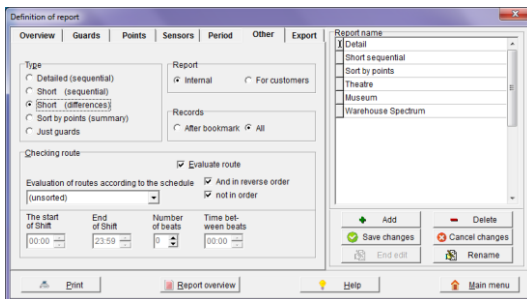 Definition of report
Overview
Guards
Points
Sensors
Period
Other
Export
Type
Detailed (sequential)
Short (sequential)
Short (differences)
Sort by points (summary)
Just guards
Report
Internal
For customers
Records
After bookmark
All
Checking route
Evaluate route
Evaluation of routes according to the schedule
(unsorted)
And in reverse order
not in order
The start of Shift
00:00
End of Shift
23:59
Number of beats
0
Time bet-ween beats
00:00
Report name
Detail
Short sequential
Sort by points
Theatre
Museum
Warehouse Spectrum
Add
Delete
Save changes
Cancel changes
End edit
Rename
Print
Report overview
Help
Main menu